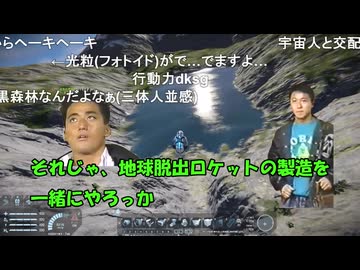 らヘーキヘーキ
宇宙人と交配
←光粒(フォトイド)がで…でますよ…
行動力dksg
黒森林なんだよなぁ(三体人並感)
それじゃ、地球脱出ロケットの製造を
一緒にやろっか